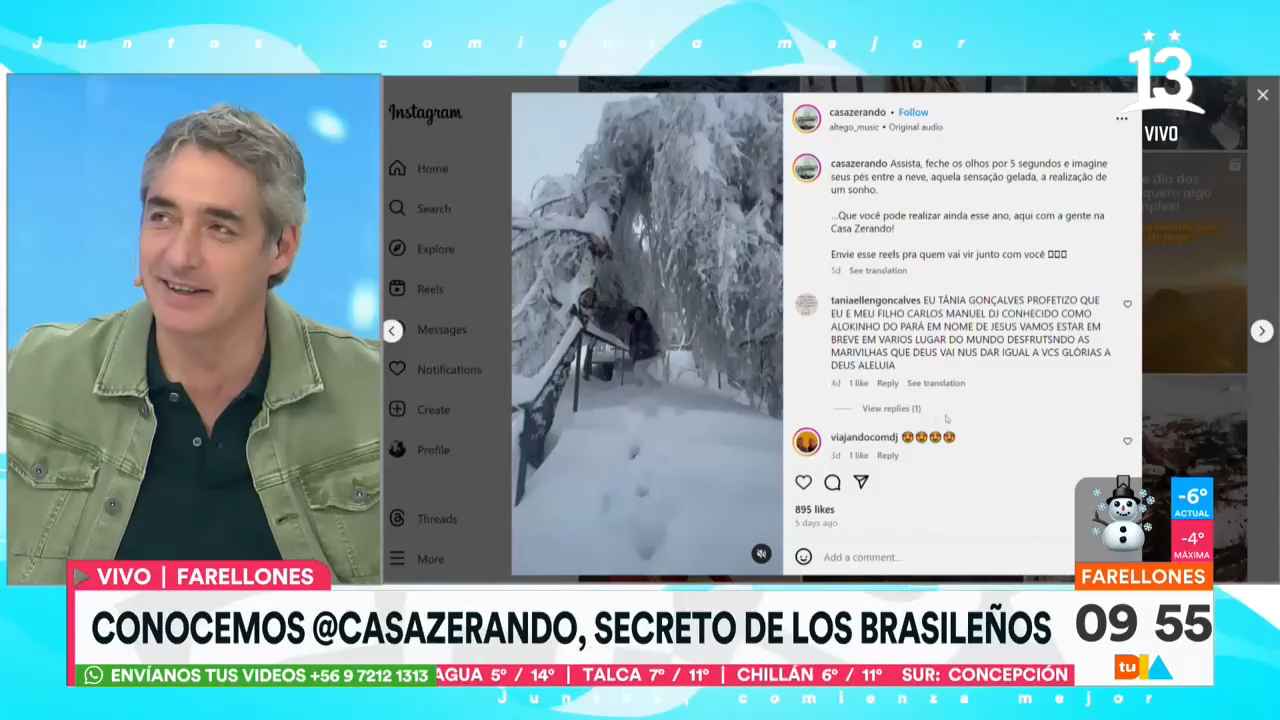 Juntos, comienza mejor
13
VIVO
Instagram
Home
Search
Explore
Reels
Messages
Notifications
Create
Profile
Threads
More
casazerando • Follow
altego_music • Original audio
casazerando Assista, feche os olhos por 5 segundos e imagine
seus pés entre a neve, aquela sensação gelada, a realização de
um sonho.
...Que você pode realizar ainda esse ano, aqui com a gente na
Casa Zerando!
Envie esse reels pra quem vai vir junto com você
5d See translation
taniaellengoncalves EU TÂNIA GONÇALVES PROFETIZO QUE
EU E MEU FILHO CARLOS MANUEL DJ CONHECIDO COMO
ALOKINHO DO PARÁ EM NOME DE JESUS VAMOS ESTAR EM
BREVE EM VARIOS LUGAR DO MUNDO DESFRUTSNDO AS
MARIVILHAS QUE DEUS VAI NUS DAR IGUAL A VCS GLÓRIAS A
DEUS ALELUIA
4d 1 like Reply See translation
View replies (1)
viajandocomdj 😍😍😍😍
3d 1 like Reply
895 likes
5 days ago
Add a comment...
-6°
ACTUAL
-4°
MÁXIMA
FARELLONES
VIVO | FARELLONES
CONOCEMOS @CASAZERANDO, SECRETO DE LOS BRASILEÑOS
09 55
tu DIA
ENVÍANOS TUS VIDEOS +56 9 7212 1313
AGUA 5° / 14° | TALCA 7° / 11° | CHILLÁN 6° / 11° SUR: CONCEPCIÓN
Juntos, comienza mejor